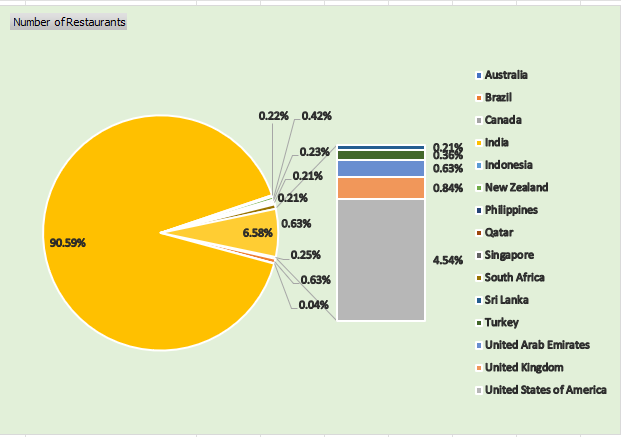 Number of Restaurants
0.22%
0.42%
0.23%
0.21%
0.21%
0.63%
6.58%
0.25%
0.63%
0.04%
90.59%
0.21%
0.36%
0.63%
0.84%
4.54%
Australia
Brazil
Canada
India
Indonesia
New Zealand
Philippines
Qatar
Singapore
South Africa
Sri Lanka
Turkey
United Arab Emirates
United Kingdom
United States of America